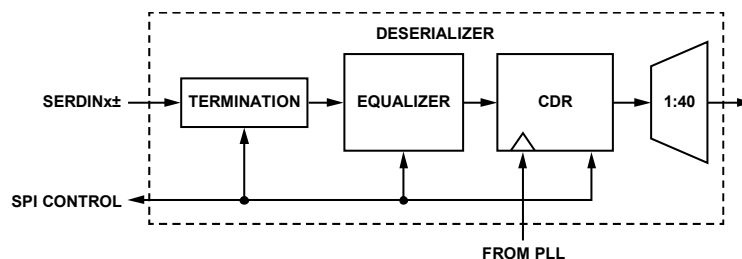 DESERIALIZER
SERDINx±
TERMINATION
EQUALIZER
CDR
1:40
SPI CONTROL
FROM PLL